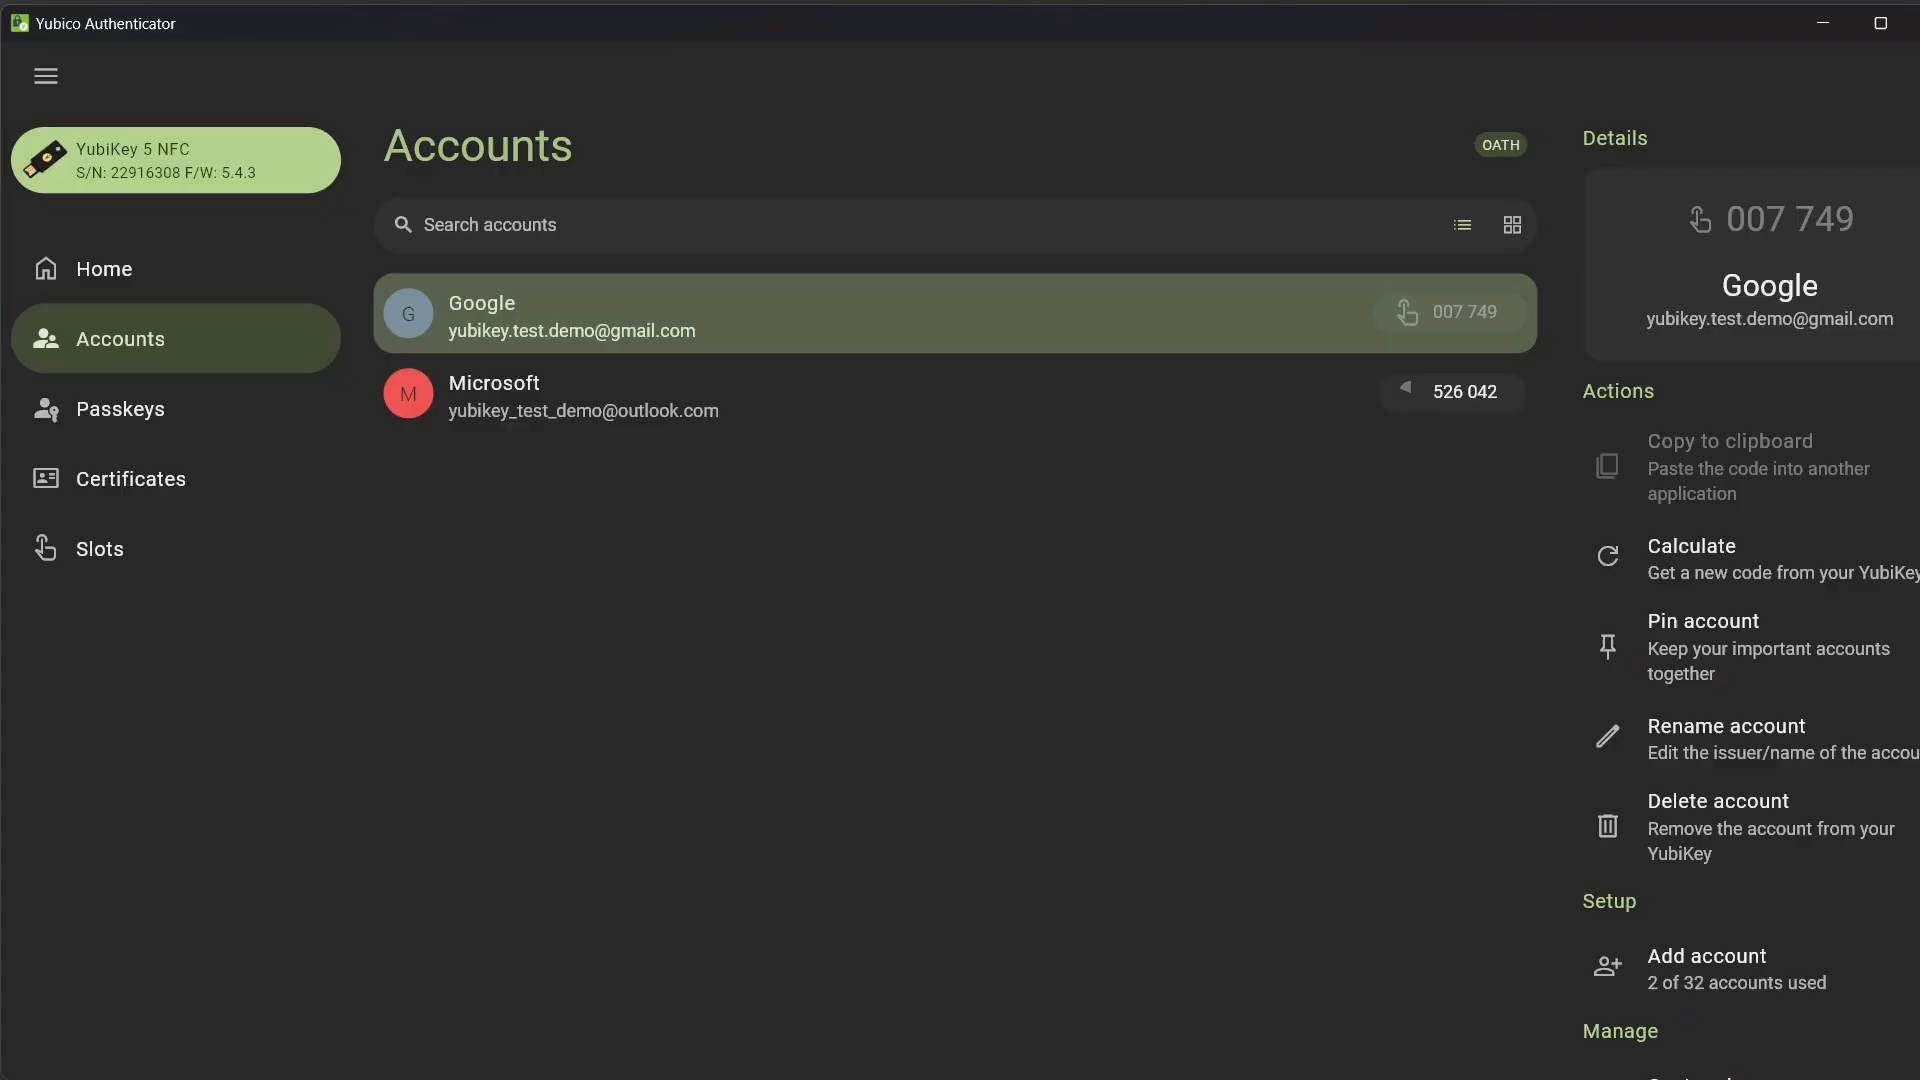 Yubico Authenticator
YubiKey 5 NFC
S/N: 22916308 F/W: 5.4.3
Home
Accounts
Passkeys
Certificates
Slots
Accounts
OATH
Search accounts
G
Google
yubikey.test.demo@gmail.com
007 749
M
Microsoft
yubikey_test_demo@outlook.com
526 042
Details
007 749
Google
yubikey.test.demo@gmail.com
Actions
Copy to clipboard
Paste the code into another
application
Calculate
Get a new code from your YubiKey
Pin account
Keep your important accounts
together
Rename account
Edit the issuer/name of the accou
Delete account
Remove the account from your
YubiKey
Setup
Add account
2 of 32 accounts used
Manage